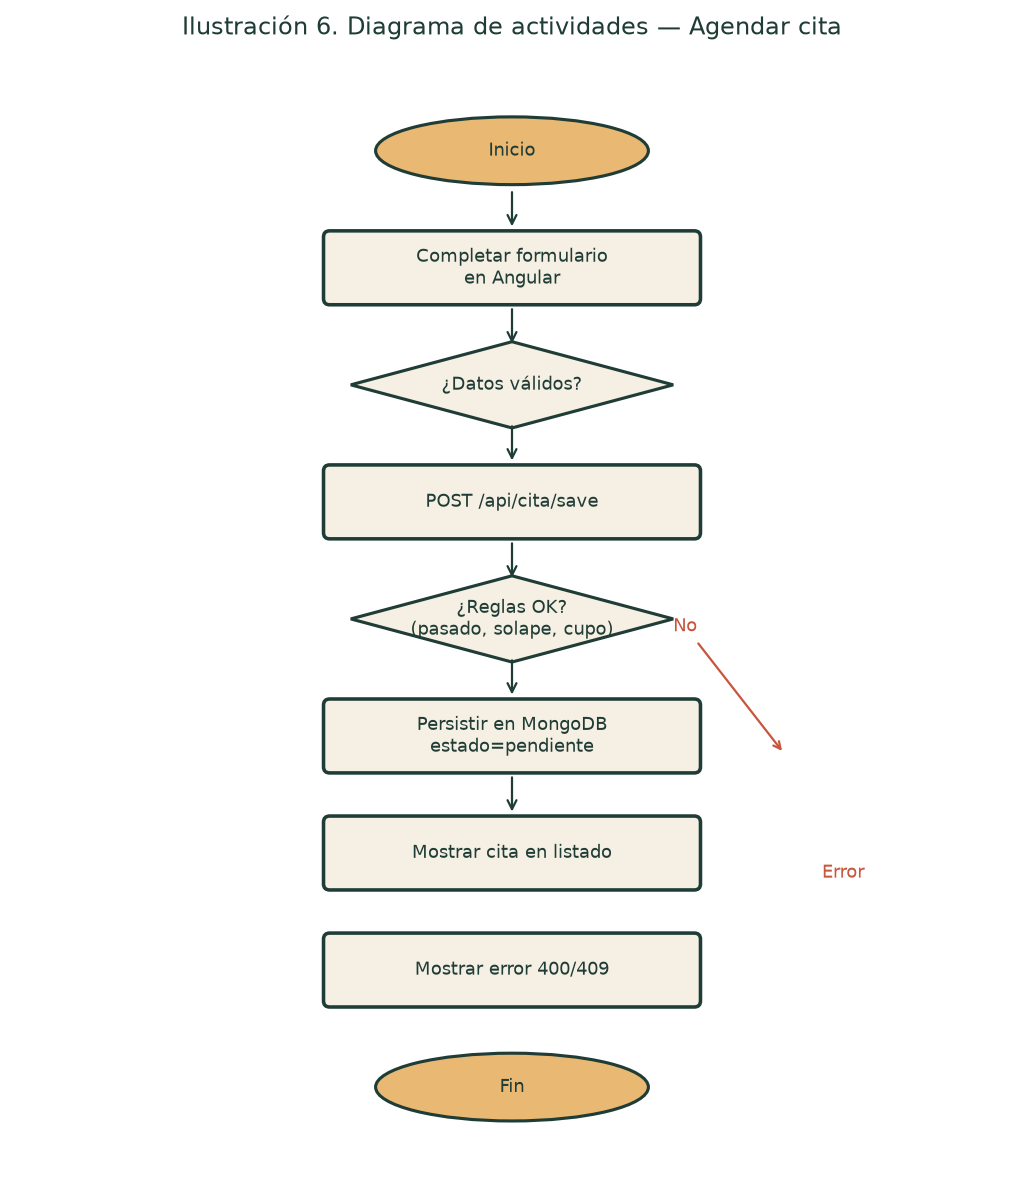 Ilustración 6. Diagrama de actividades — Agendar cita
Inicio
Completar formulario
en Angular
¿Datos válidos?
POST /api/cita/save
¿Reglas OK?
(pasado, solape, cupo)
No
Persistir en MongoDB
estado=pendiente
Mostrar cita en listado
Error
Mostrar error 400/409
Fin